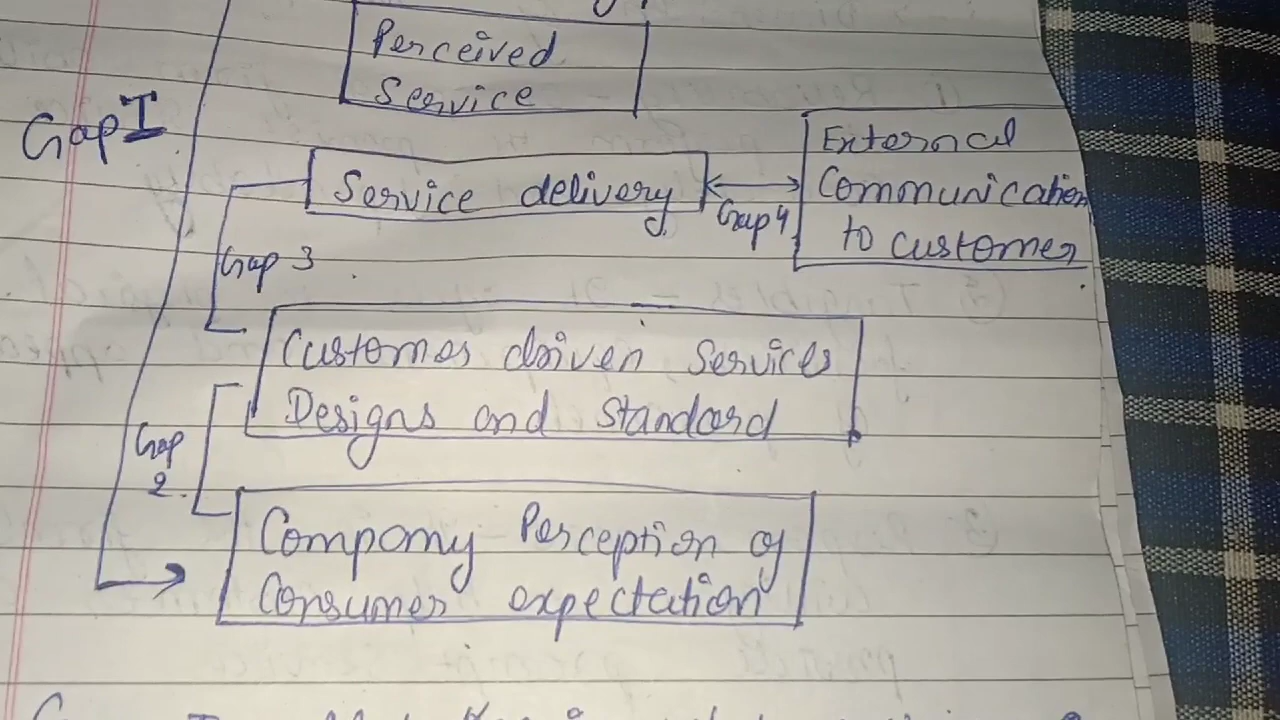 Perceived
Service
Gap I
External
Service delivery
Communication
Gap 4
to customer
Gap 3
Customer driven Services
Designs and standard
Gap
2.
Company Perception of
Consumer expectation